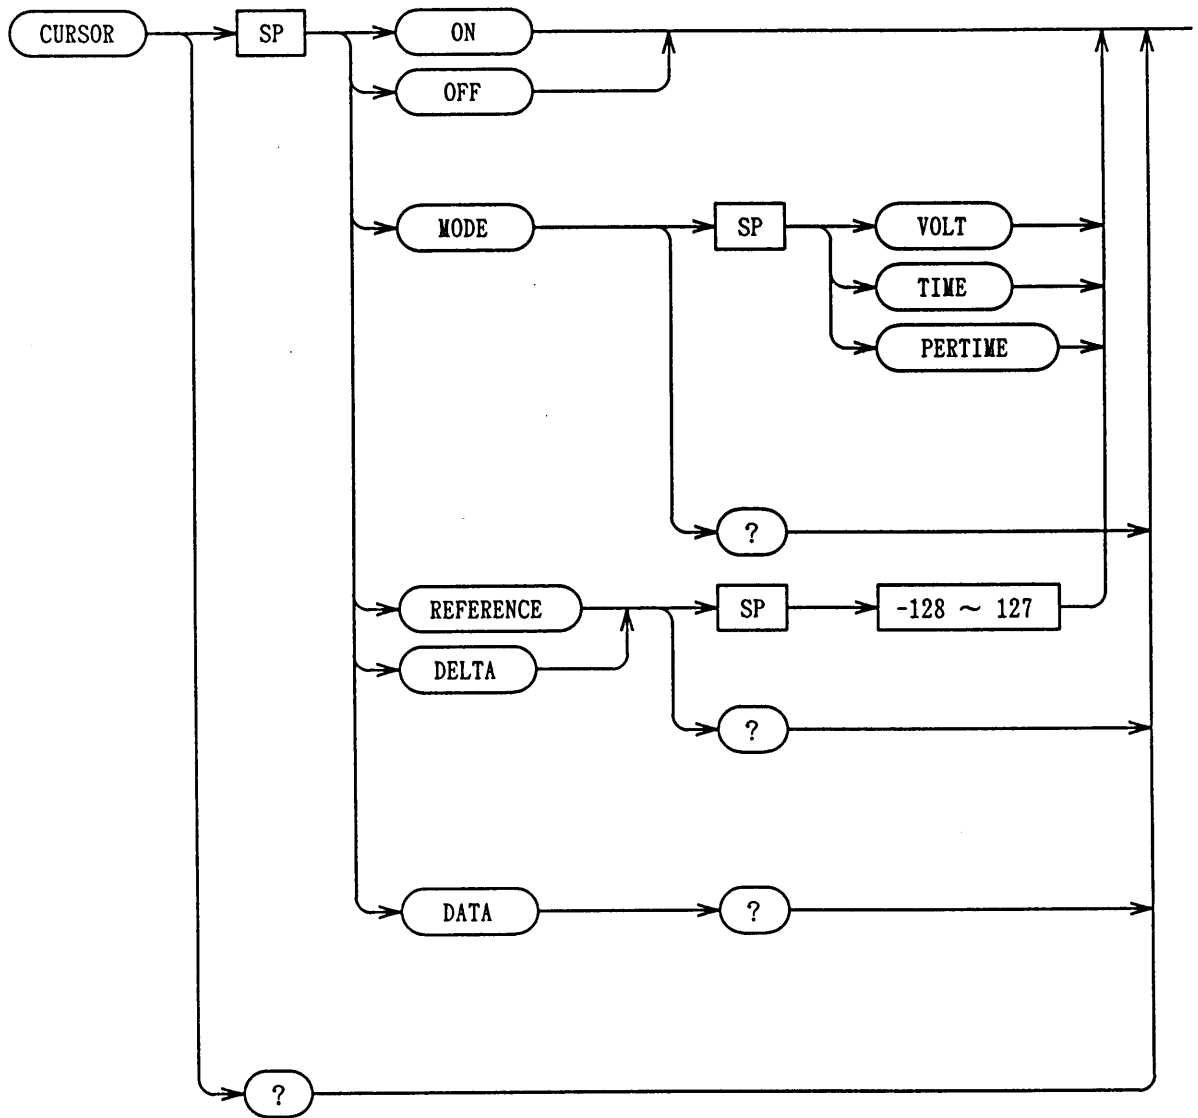 CURSOR SP ON
OFF
MODE SP VOLT
TIME
PERTIME
?
REFERENCE SP -128 ～ 127
DELTA
?
DATA ?
?